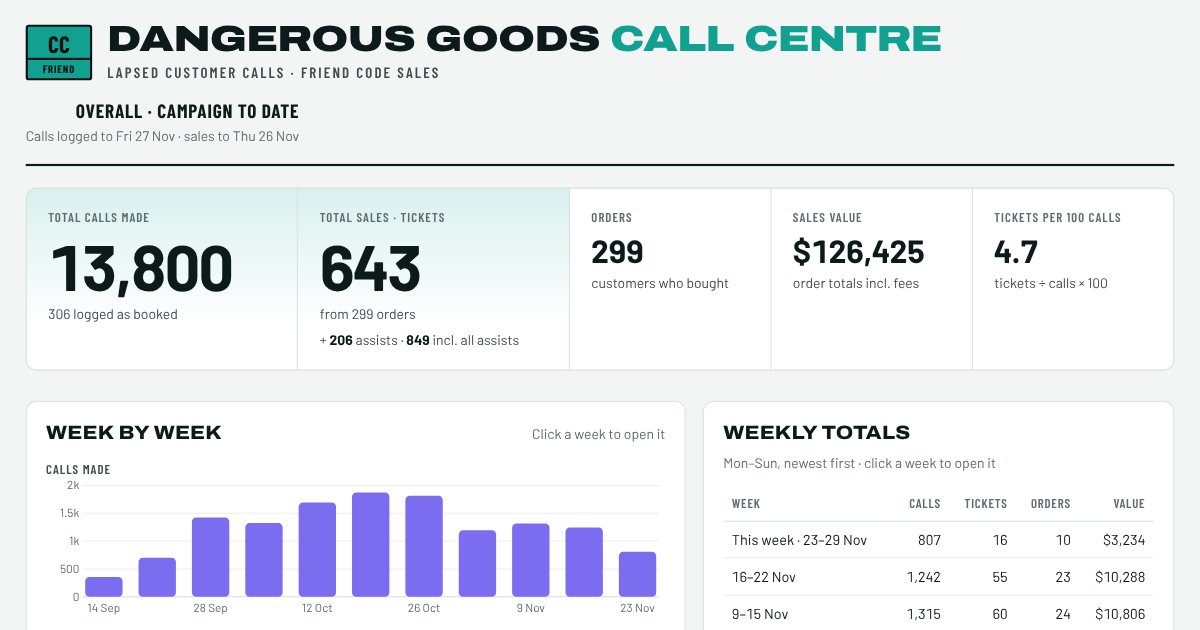 CC
FRIEND
DANGEROUS GOODS CALL CENTRE
LAPSED CUSTOMER CALLS · FRIEND CODE SALES
OVERALL · CAMPAIGN TO DATE
Calls logged to Fri 27 Nov · sales to Thu 26 Nov
TOTAL CALLS MADE
13,800
306 logged as booked
TOTAL SALES · TICKETS
643
from 299 orders
+ 206 assists · 849 incl. all assists
ORDERS
299
customers who bought
SALES VALUE
$126,425
order totals incl. fees
TICKETS PER 100 CALLS
4.7
tickets ÷ calls × 100
WEEK BY WEEK
Click a week to open it
CALLS MADE
2k
1.5k
1k
500
0
14 Sep 28 Sep 12 Oct 26 Oct 9 Nov 23 Nov
WEEKLY TOTALS
Mon–Sun, newest first · click a week to open it
WEEK CALLS TICKETS ORDERS VALUE
This week · 23–29 Nov 807 16 10 $3,234
16–22 Nov 1,242 55 23 $10,288
9–15 Nov 1,315 60 24 $10,806